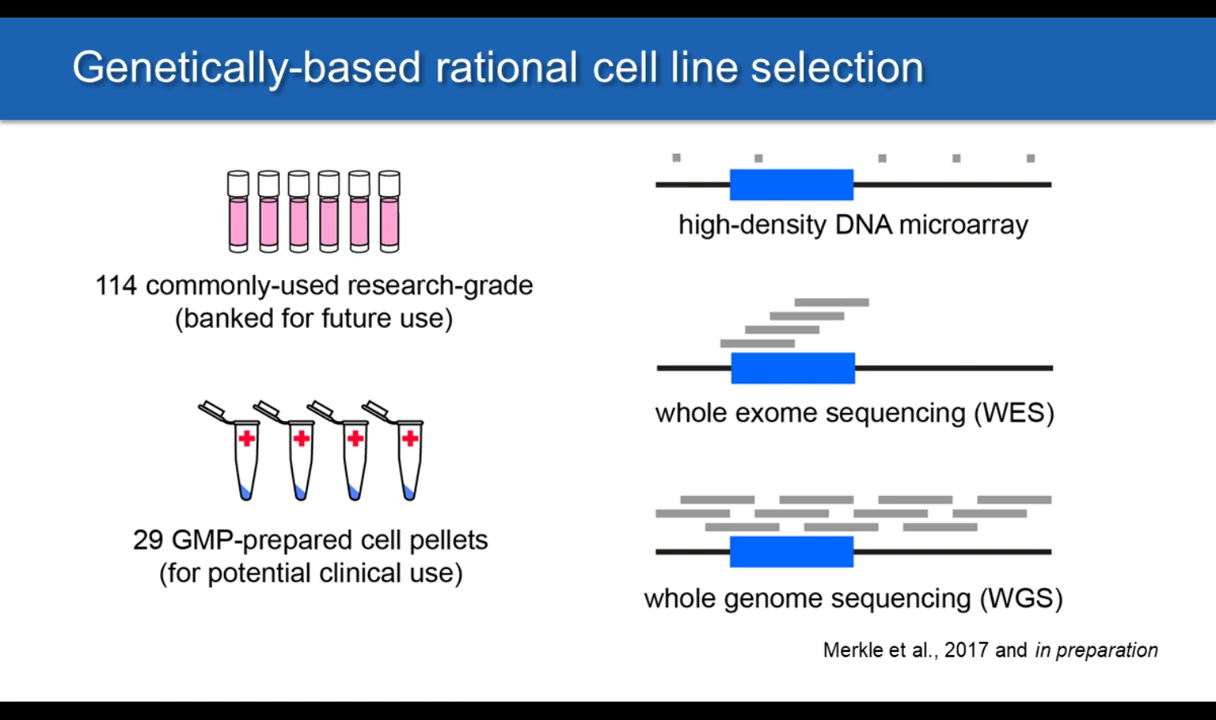 Genetically-based rational cell line selection
114 commonly-used research-grade
(banked for future use)
29 GMP-prepared cell pellets
(for potential clinical use)
high-density DNA microarray
whole exome sequencing (WES)
whole genome sequencing (WGS)
Merkle et al., 2017 and in preparation